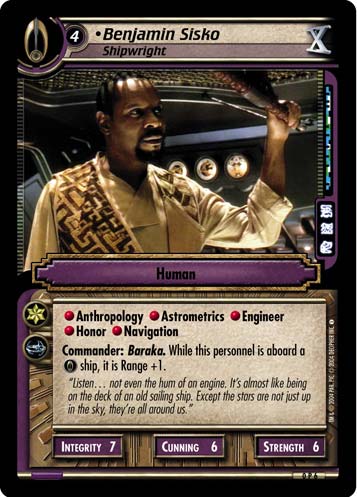 4
•Benjamin Sisko
Shipwright
Human
Anthropology Astrometrics Engineer
Honor Navigation
Commander: Baraka. While this personnel is aboard a
ship, it is Range +1.
"Listen... not even the hum of an engine. It's almost like being
on the deck of an old sailing ship. Except the stars are not just up
in the sky, they're all around us."
INTEGRITY 7 CUNNING 6 STRENGTH 6
0 P 6